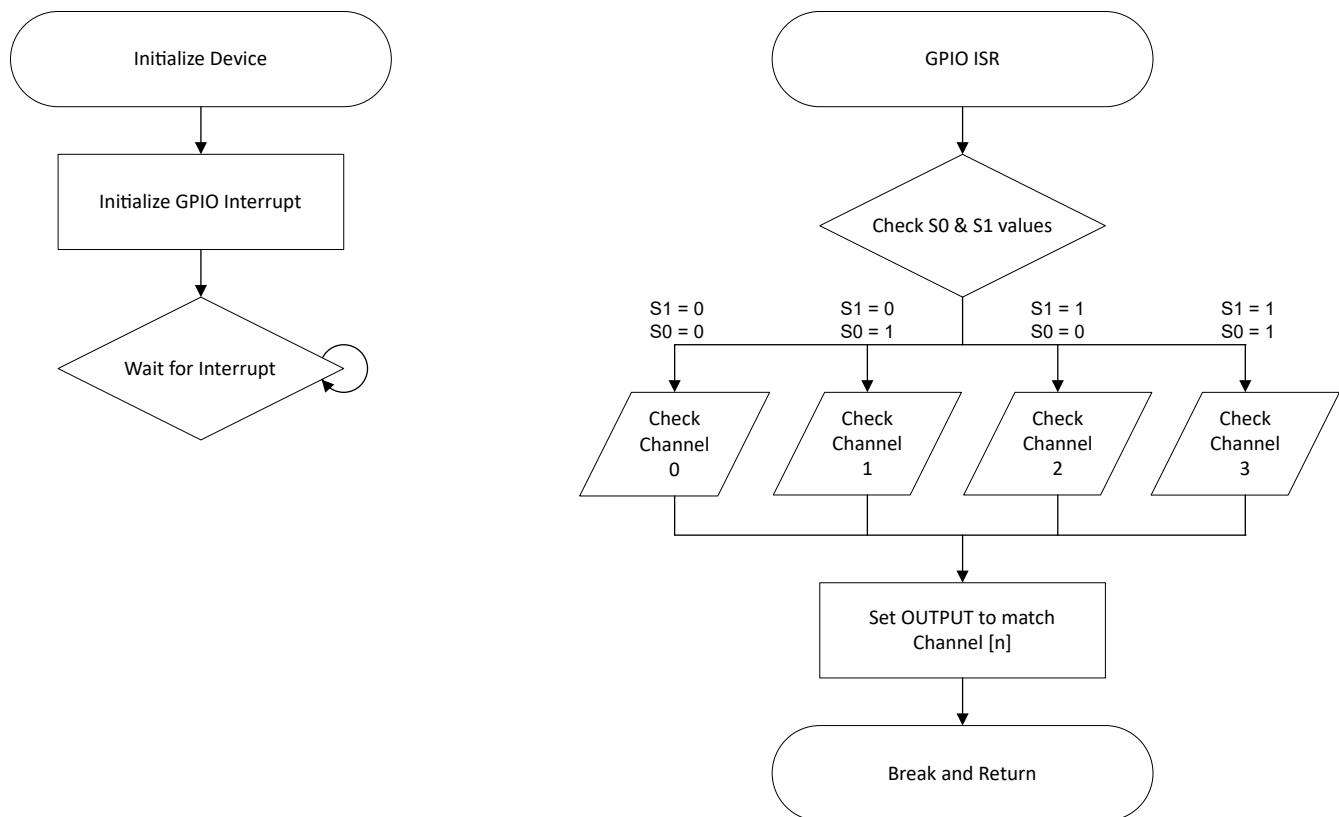 Initialize Device
Initialize GPIO Interrupt
Wait for Interrupt
GPIO ISR
Check S0 & S1 values
S1 = 0
S0 = 0
S1 = 0
S0 = 1
S1 = 1
S0 = 0
S1 = 1
S0 = 1
Check
Channel
0
Check
Channel
1
Check
Channel
2
Check
Channel
3
Set OUTPUT to match
Channel [n]
Break and Return